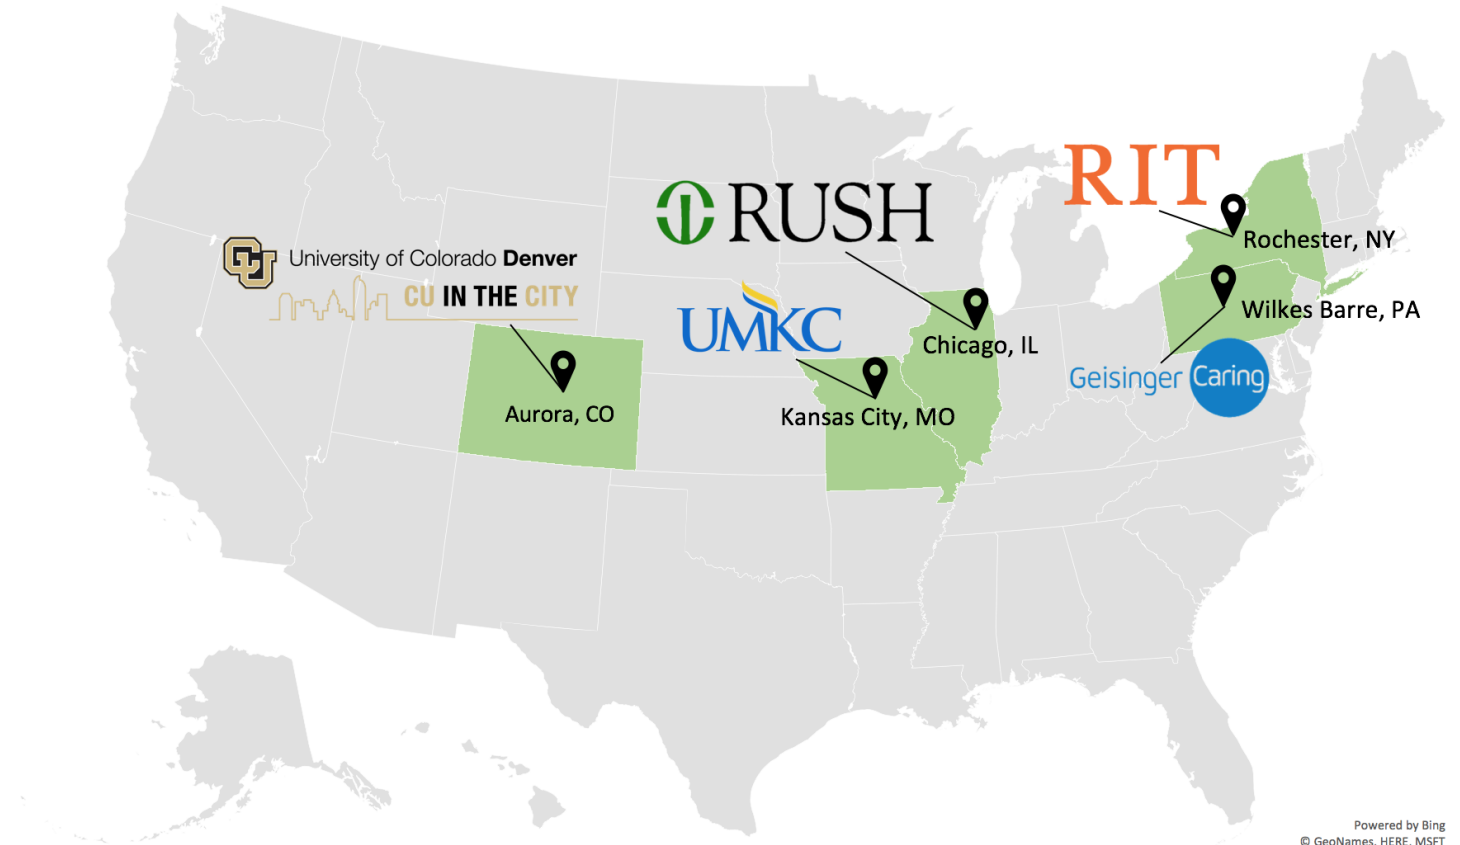 RIT
RUSH
Rochester, NY
University of Colorado Denver
CU IN THE CITY
Wilkes Barre, PA
UMKC
Chicago, IL
Geisinger Caring
Aurora, CO
Kansas City, MO
Powered by Bing
© GeoNames, HERE, MSFT